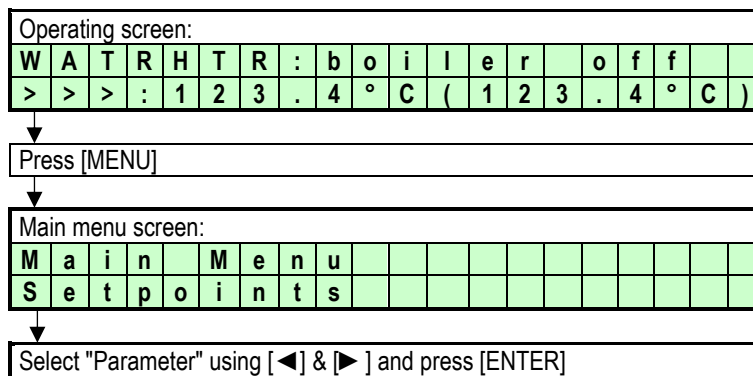 Operating screen:
WATRHTR:boiler off
>>>:123.4°C(123.4°C)
Press [MENU]
Main menu screen:
Main Menu
Setpoints
Select "Parameter" using [◄] & [► ] and press [ENTER]